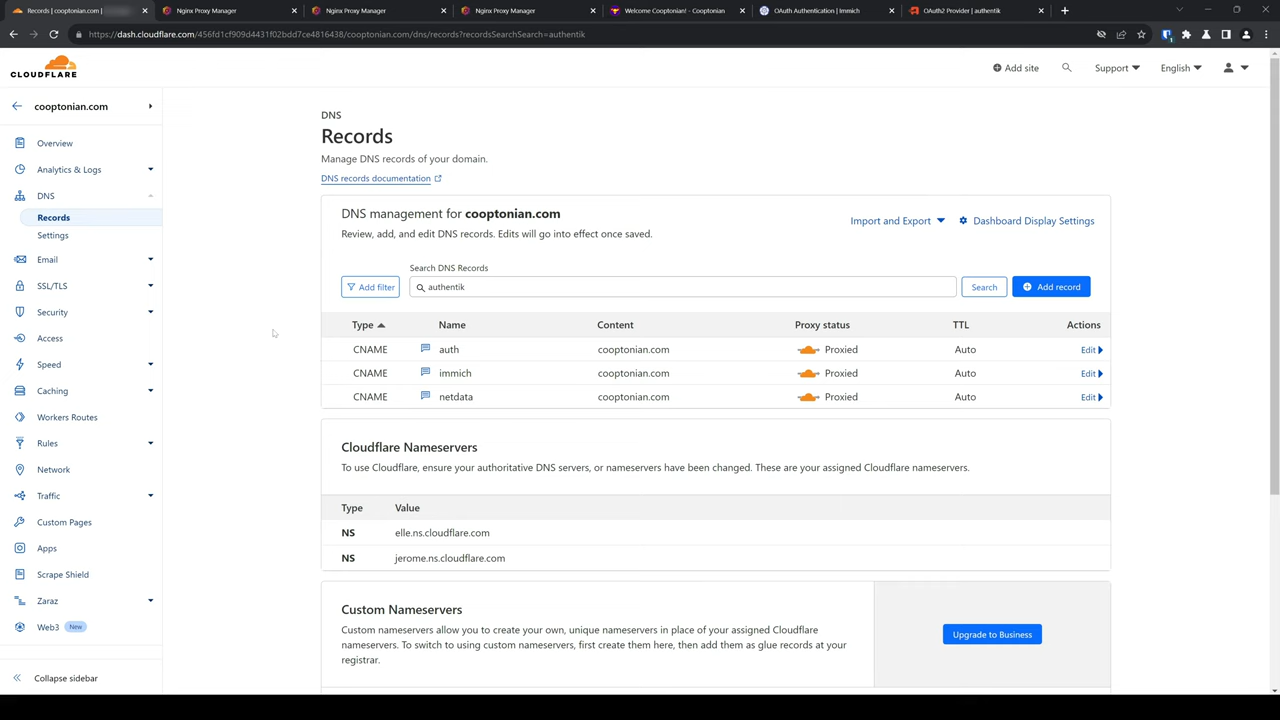 Records | cooptonian.com |
Nginx Proxy Manager
Nginx Proxy Manager
Nginx Proxy Manager
Welcome Cooptonian! - Cooptonian
OAuth Authentication | Immich
OAuth2 Provider | authentik
https://dash.cloudflare.com/456fd1cf909d4431f02bdd7ce4816438/cooptonian.com/dns/records?recordsSearchSearch=authentik
CLOUDFLARE
Add site
Support
English
cooptonian.com
Overview
Analytics & Logs
DNS
Records
Settings
Email
SSL/TLS
Security
Access
Speed
Caching
Workers Routes
Rules
Network
Traffic
Custom Pages
Apps
Scrape Shield
Zaraz
Web3 New
Collapse sidebar
DNS
Records
Manage DNS records of your domain.
DNS records documentation
DNS management for cooptonian.com
Review, add, and edit DNS records. Edits will go into effect once saved.
Import and Export
Dashboard Display Settings
Search DNS Records
Add filter
authentik
Search
Add record
Type Name Content Proxy status TTL Actions
CNAME auth cooptonian.com Proxied Auto Edit
CNAME immich cooptonian.com Proxied Auto Edit
CNAME netdata cooptonian.com Proxied Auto Edit
Cloudflare Nameservers
To use Cloudflare, ensure your authoritative DNS servers, or nameservers have been changed. These are your assigned Cloudflare nameservers.
Type Value
NS elle.ns.cloudflare.com
NS jerome.ns.cloudflare.com
Custom Nameservers
Custom nameservers allow you to create your own, unique nameservers in place of your assigned Cloudflare
nameservers. To switch to using custom nameservers, first create them here, then add them as glue records at your
registrar.
Upgrade to Business